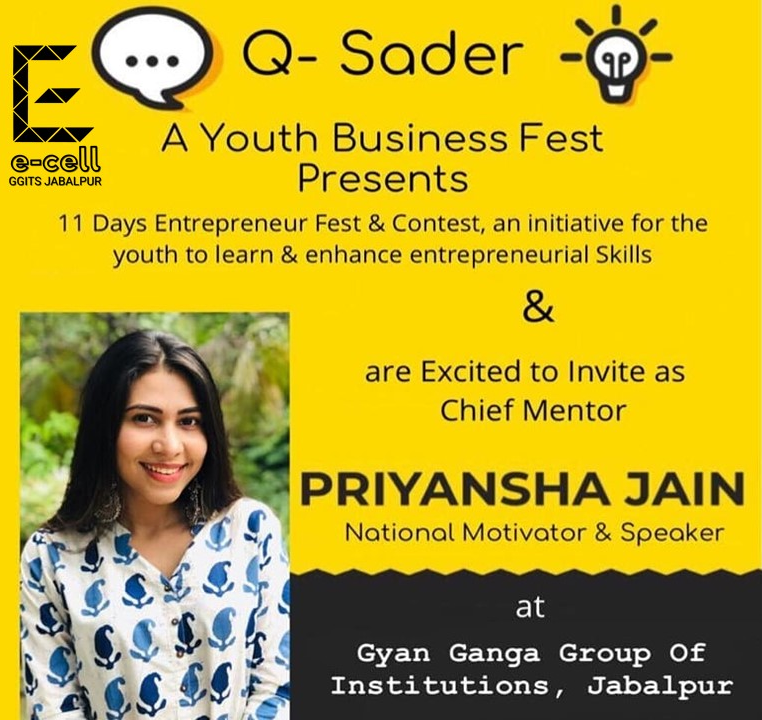 Q- Sader
e-cell
GGITS JABALPUR
A Youth Business Fest
Presents
11 Days Entrepreneur Fest & Contest, an initiative for the
youth to learn & enhance entrepreneurial Skills
&
are Excited to Invite as
Chief Mentor
PRIYANSHA JAIN
National Motivator & Speaker
at
Gyan Ganga Group Of
Institutions, Jabalpur